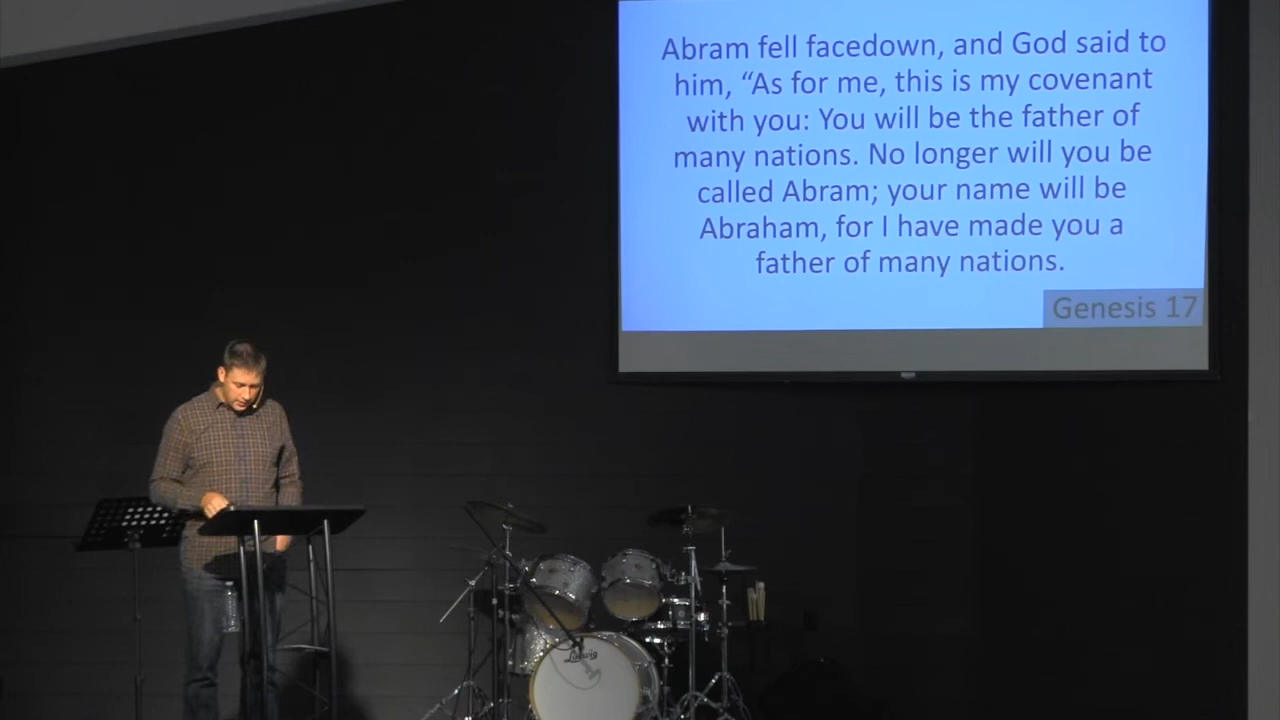 Abram fell facedown, and God said to
him, “As for me, this is my covenant
with you: You will be the father of
many nations. No longer will you be
called Abram; your name will be
Abraham, for I have made you a
father of many nations.
Genesis 17
Ludwig